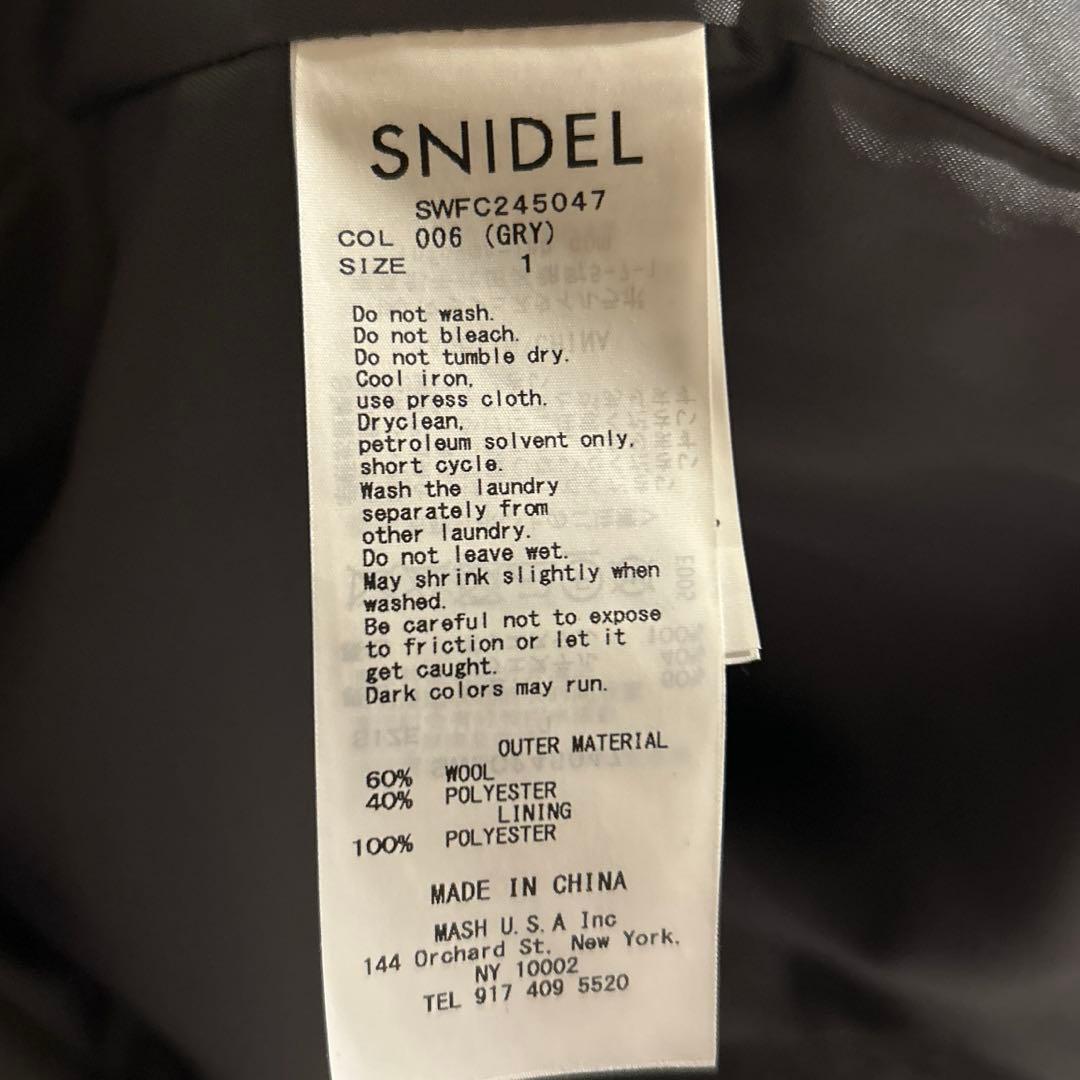 SNIDEL
SWFC245047
COL 006 (GRY)
SIZE 1
Do not wash.
Do not bleach.
Do not tumble dry.
Cool iron,
use press cloth.
Dryclean,
petroleum solvent only,
short cycle.
Wash the laundry
separately from
other laundry.
Do not leave wet.
May shrink slightly when
washed.
Be careful not to expose
to friction or let it
get caught.
Dark colors may run.
OUTER MATERIAL
60% WOOL
40% POLYESTER
LINING
100% POLYESTER
MADE IN CHINA
MASH U.S.A Inc
144 Orchard St. New York,
NY 10002
TEL 917 409 5520